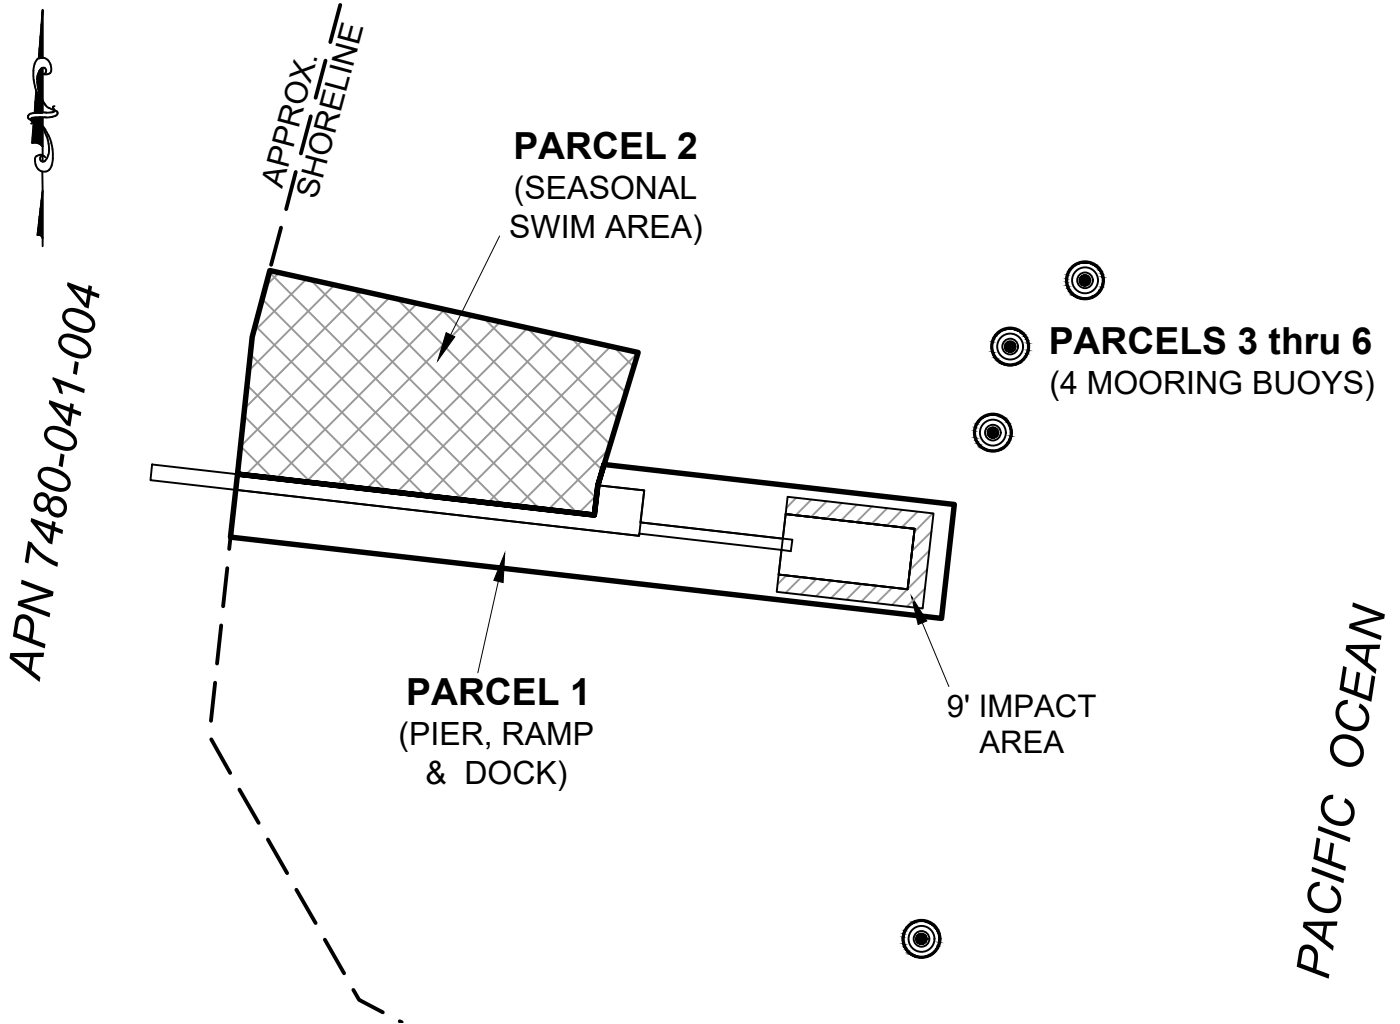 APPROX.
SHORELINE
PARCEL 2
(SEASONAL
SWIM AREA)
APN 7480-041-004
PARCELS 3 thru 6
(4 MOORING BUOYS)
PARCEL 1
(PIER, RAMP
& DOCK)
9' IMPACT
AREA
PACIFIC OCEAN